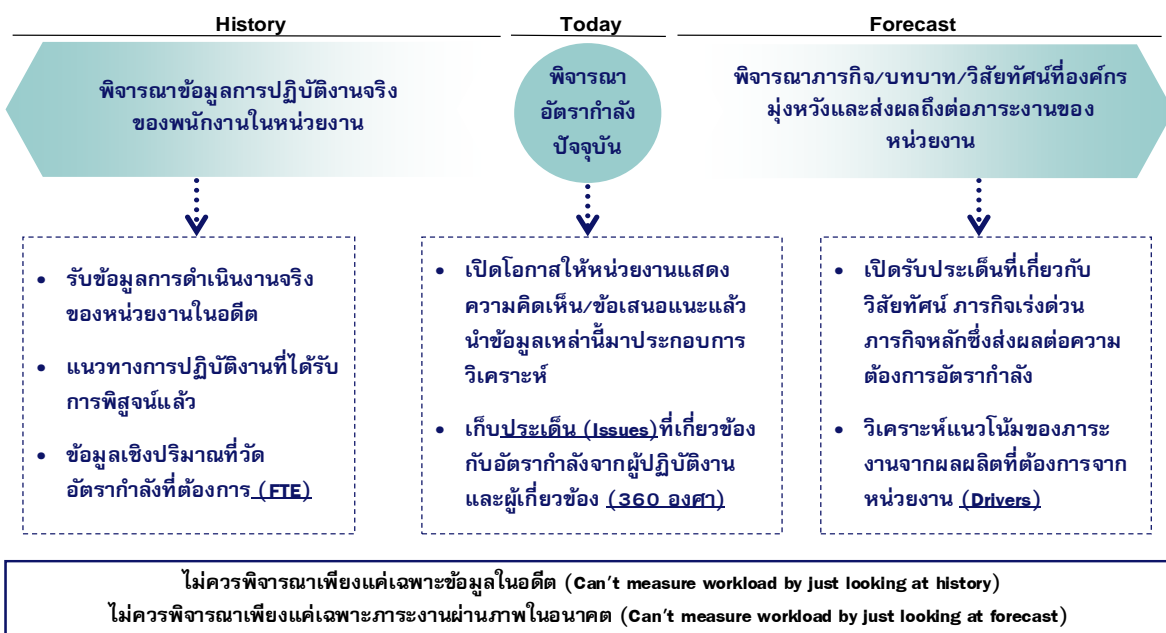 History
Today
Forecast
พิจารณาข้อมูลการปฏิบัติงานจริง
ของพนักงานในหน่วยงาน
พิจารณา
อัตรากำลัง
ปัจจุบัน
พิจารณาภารกิจ/บทบาท/วิสัยทัศน์ที่องค์กร
มุ่งหวังและส่งผลถึงต่อภาระงานของ
หน่วยงาน
• รับข้อมูลการดำเนินงานจริง
ของหน่วยงานในอดีต
• แนวทางการปฏิบัติงานที่ได้รับ
การพิสูจน์แล้ว
• ข้อมูลเชิงปริมาณที่วัด
อัตรากำลังที่ต้องการ (FTE)
• เปิดโอกาสให้หน่วยงานแสดง
ความคิดเห็น/ข้อเสนอแนะแล้ว
นำข้อมูลเหล่านี้มาประกอบการ
วิเคราะห์
• เก็บประเด็น (Issues)ที่เกี่ยวข้อง
กับอัตรากำลังจากผู้ปฏิบัติงาน
และผู้เกี่ยวข้อง (360 องศา)
• เปิดรับประเด็นที่เกี่ยวกับ
วิสัยทัศน์ ภารกิจเร่งด่วน
ภารกิจหลักซึ่งส่งผลต่อความ
ต้องการอัตรากำลัง
• วิเคราะห์แนวโน้มของภาระ
งานจากผลผลิตที่ต้องการจาก
หน่วยงาน (Drivers)
ไม่ควรพิจารณาเพียงแค่เฉพาะข้อมูลในอดีต (Can't measure workload by just looking at history)
ไม่ควรพิจารณาเพียงแค่เฉพาะภาระงานผ่านภาพในอนาคต (Can't measure workload by just looking at forecast)